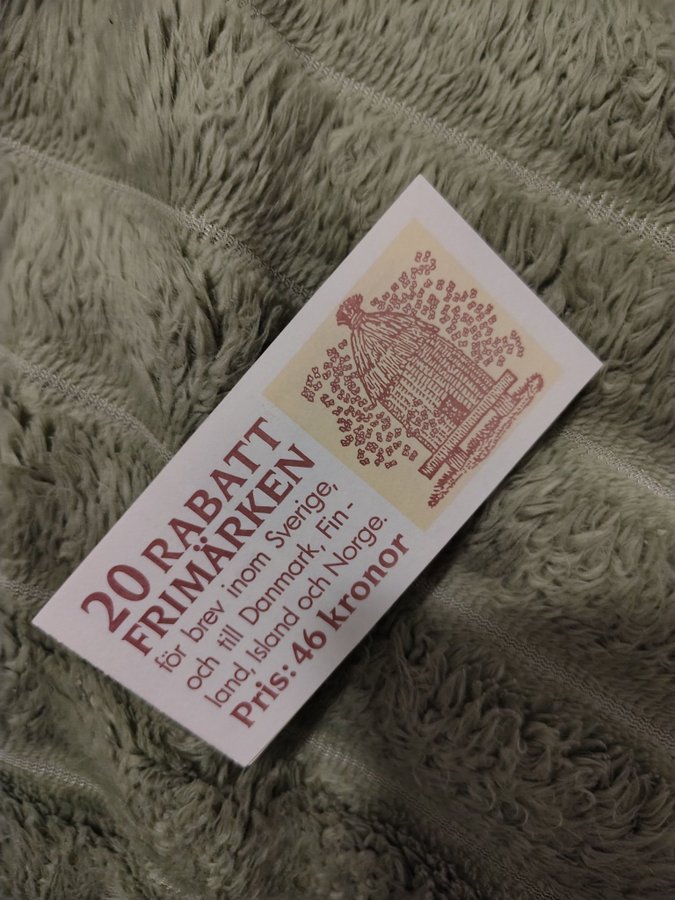 20 RABATT
FRIMÄRKEN
för brev inom Sverige,
och till Danmark, Fin-
land, Island och Norge.
Pris: 46 kronor